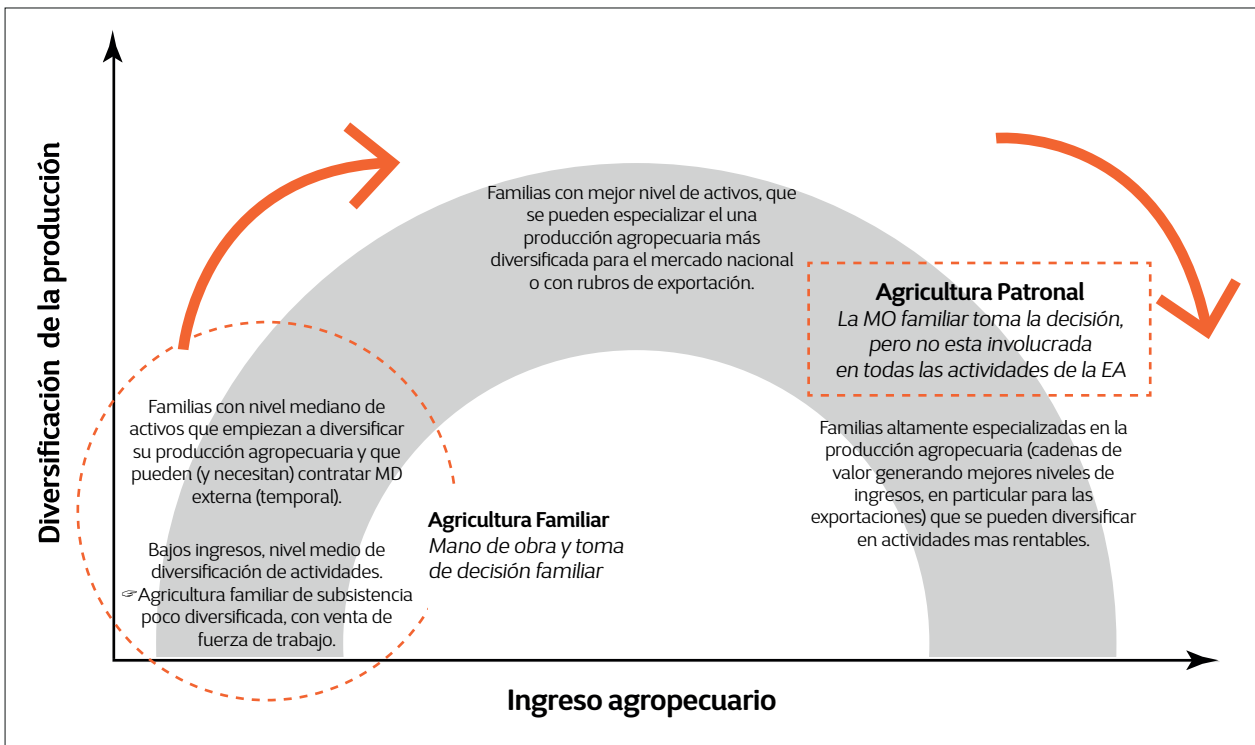 Diversificación de la producción
Familias con mejor nivel de activos, que
se pueden especializar el una
producción agropecuaria más
diversificada para el mercado nacional
o con rubros de exportación.
Agricultura Patronal
La MO familiar toma la decisión,
pero no esta involucrada
en todas las actividades de la EA
Familias con nivel mediano de
activos que empiezan a diversificar
su producción agropecuaria y que
pueden (y necesitan) contratar MD
externa (temporal).
Familias altamente especializadas en la
producción agropecuaria (cadenas de
valor generando mejores niveles de
ingresos, en particular para las
exportaciones) que se pueden diversificar
en actividades mas rentables.
Agricultura Familiar
Mano de obra y toma
de decisión familiar
Bajos ingresos, nivel medio de
diversificación de actividades.
☞Agricultura familiar de subsistencia
poco diversificada, con venta de
fuerza de trabajo.
Ingreso agropecuario